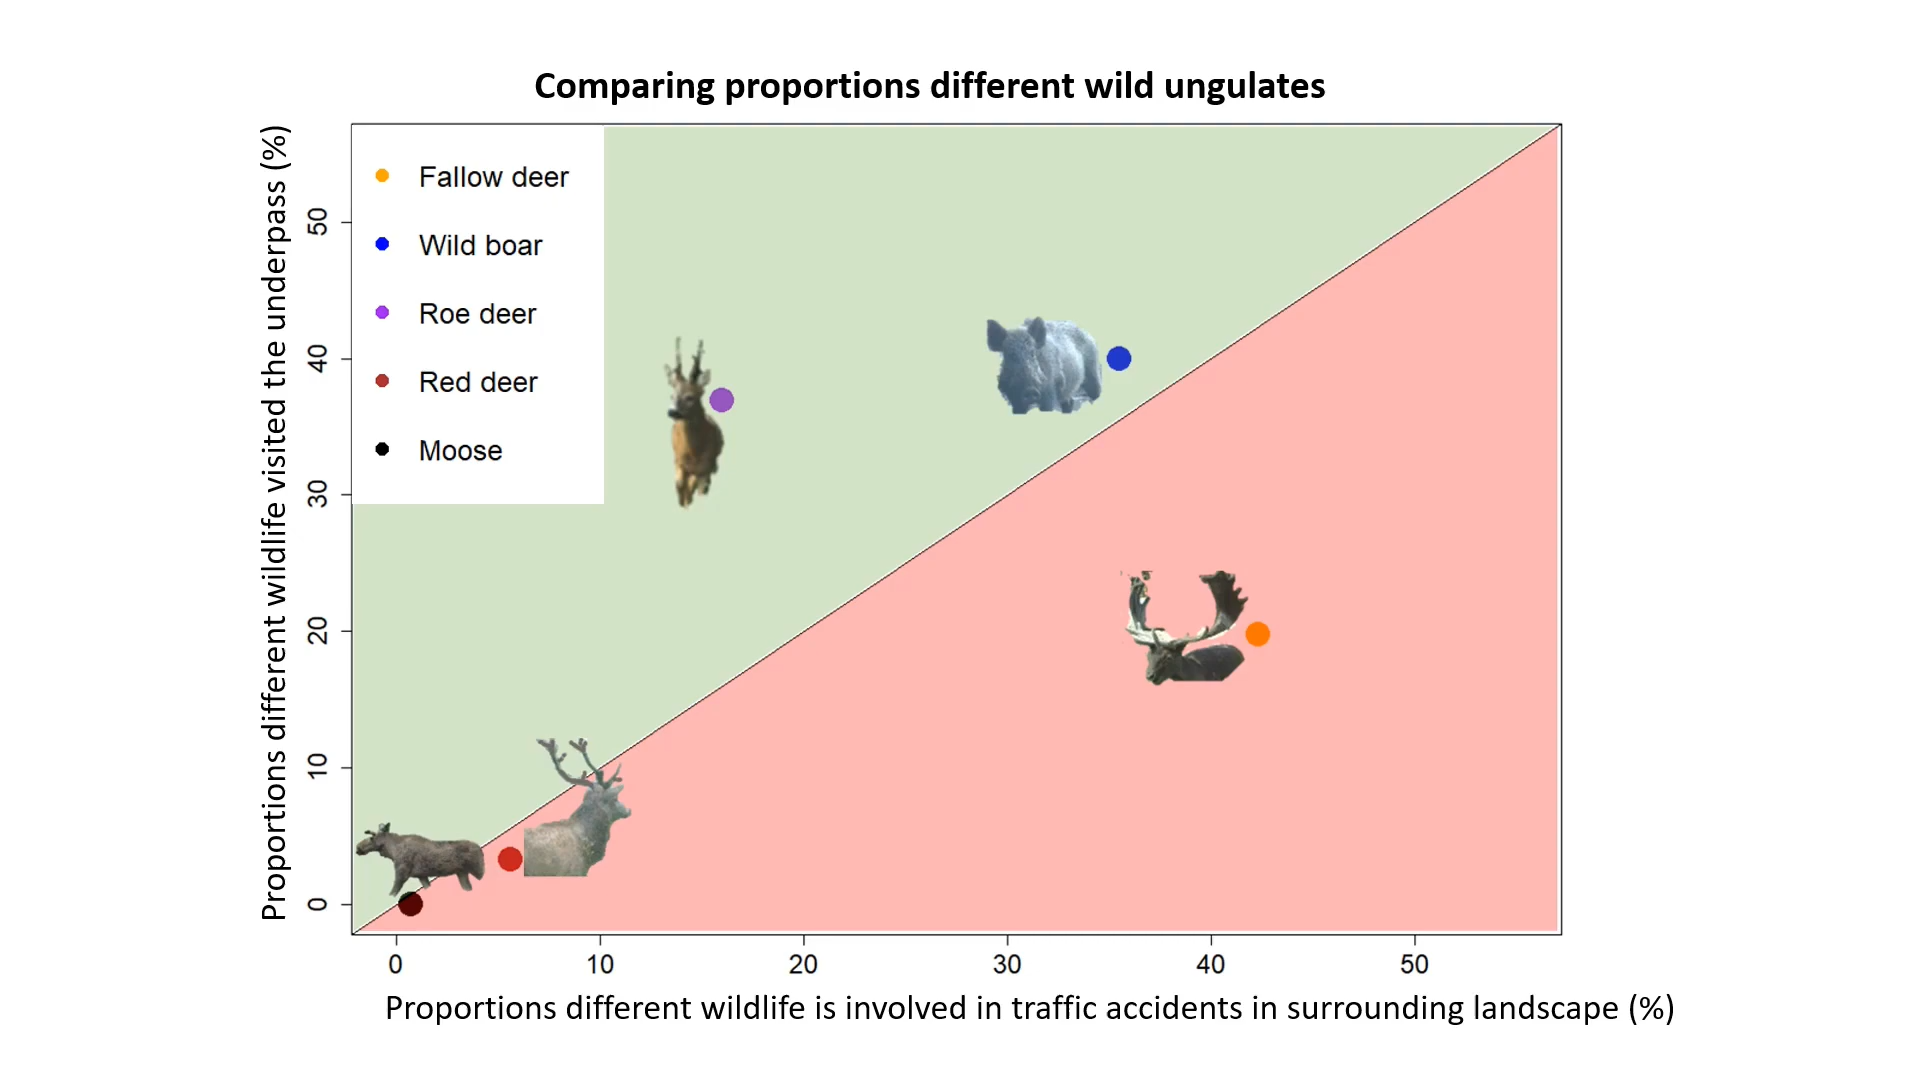 Comparing proportions different wild ungulates
Proportions different wildlife visited the underpass (%)
50
40
30
20
10
0
Fallow deer
Wild boar
Roe deer
Red deer
Moose
0 10 20 30 40 50
Proportions different wildlife is involved in traffic accidents in surrounding landscape (%)